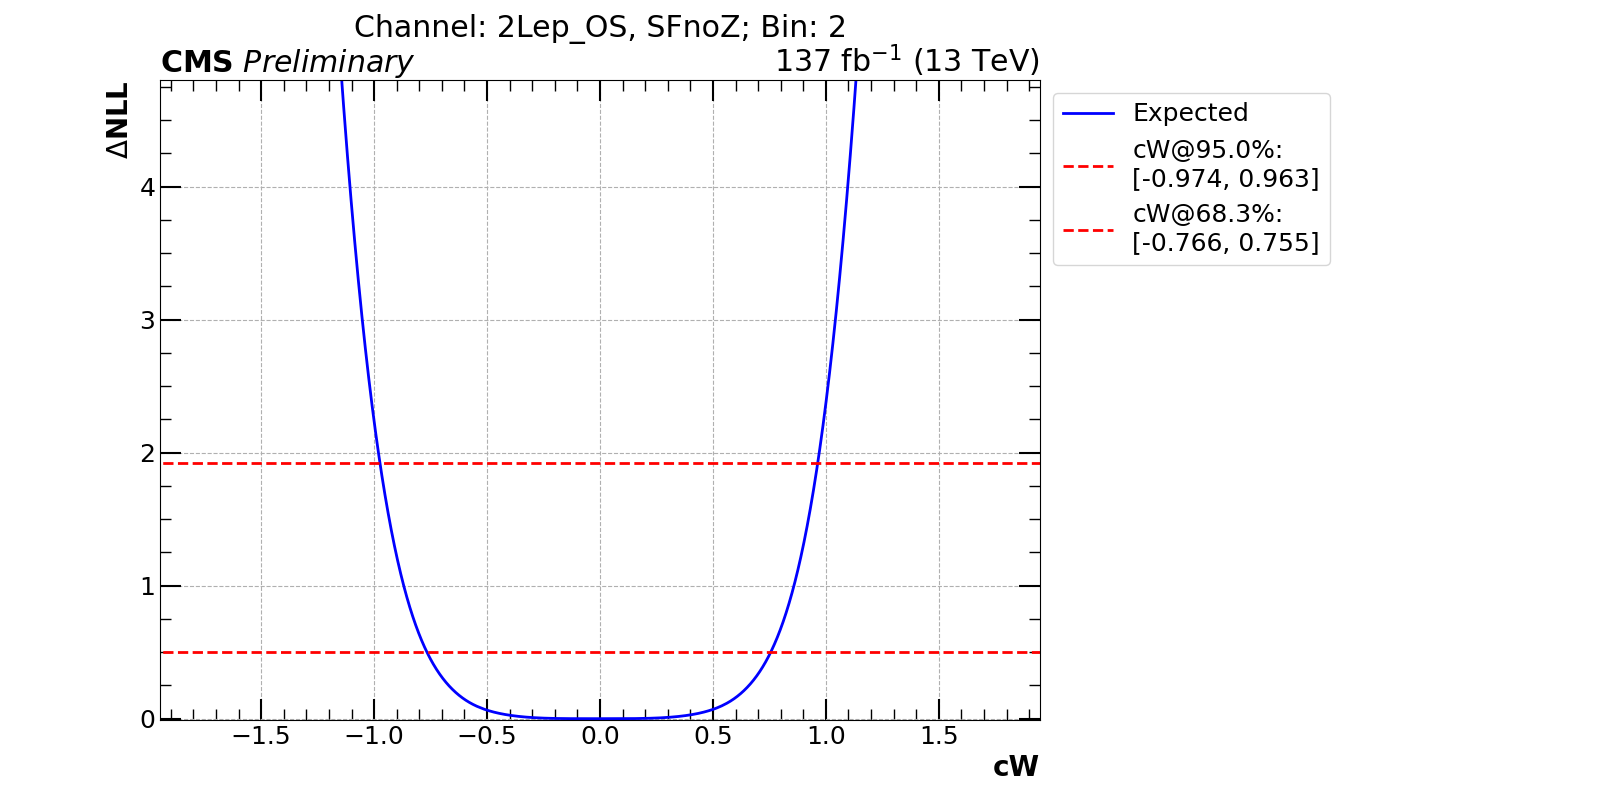 Channel: 2Lep_OS, SFnoZ; Bin: 2
CMS Preliminary 137 fb⁻¹ (13 TeV)
ΔNLL
4
3
2
1
0
−1.5 −1.0 −0.5 0.0 0.5 1.0 1.5
cW
Expected
cW@95.0%:
[-0.974, 0.963]
cW@68.3%:
[-0.766, 0.755]